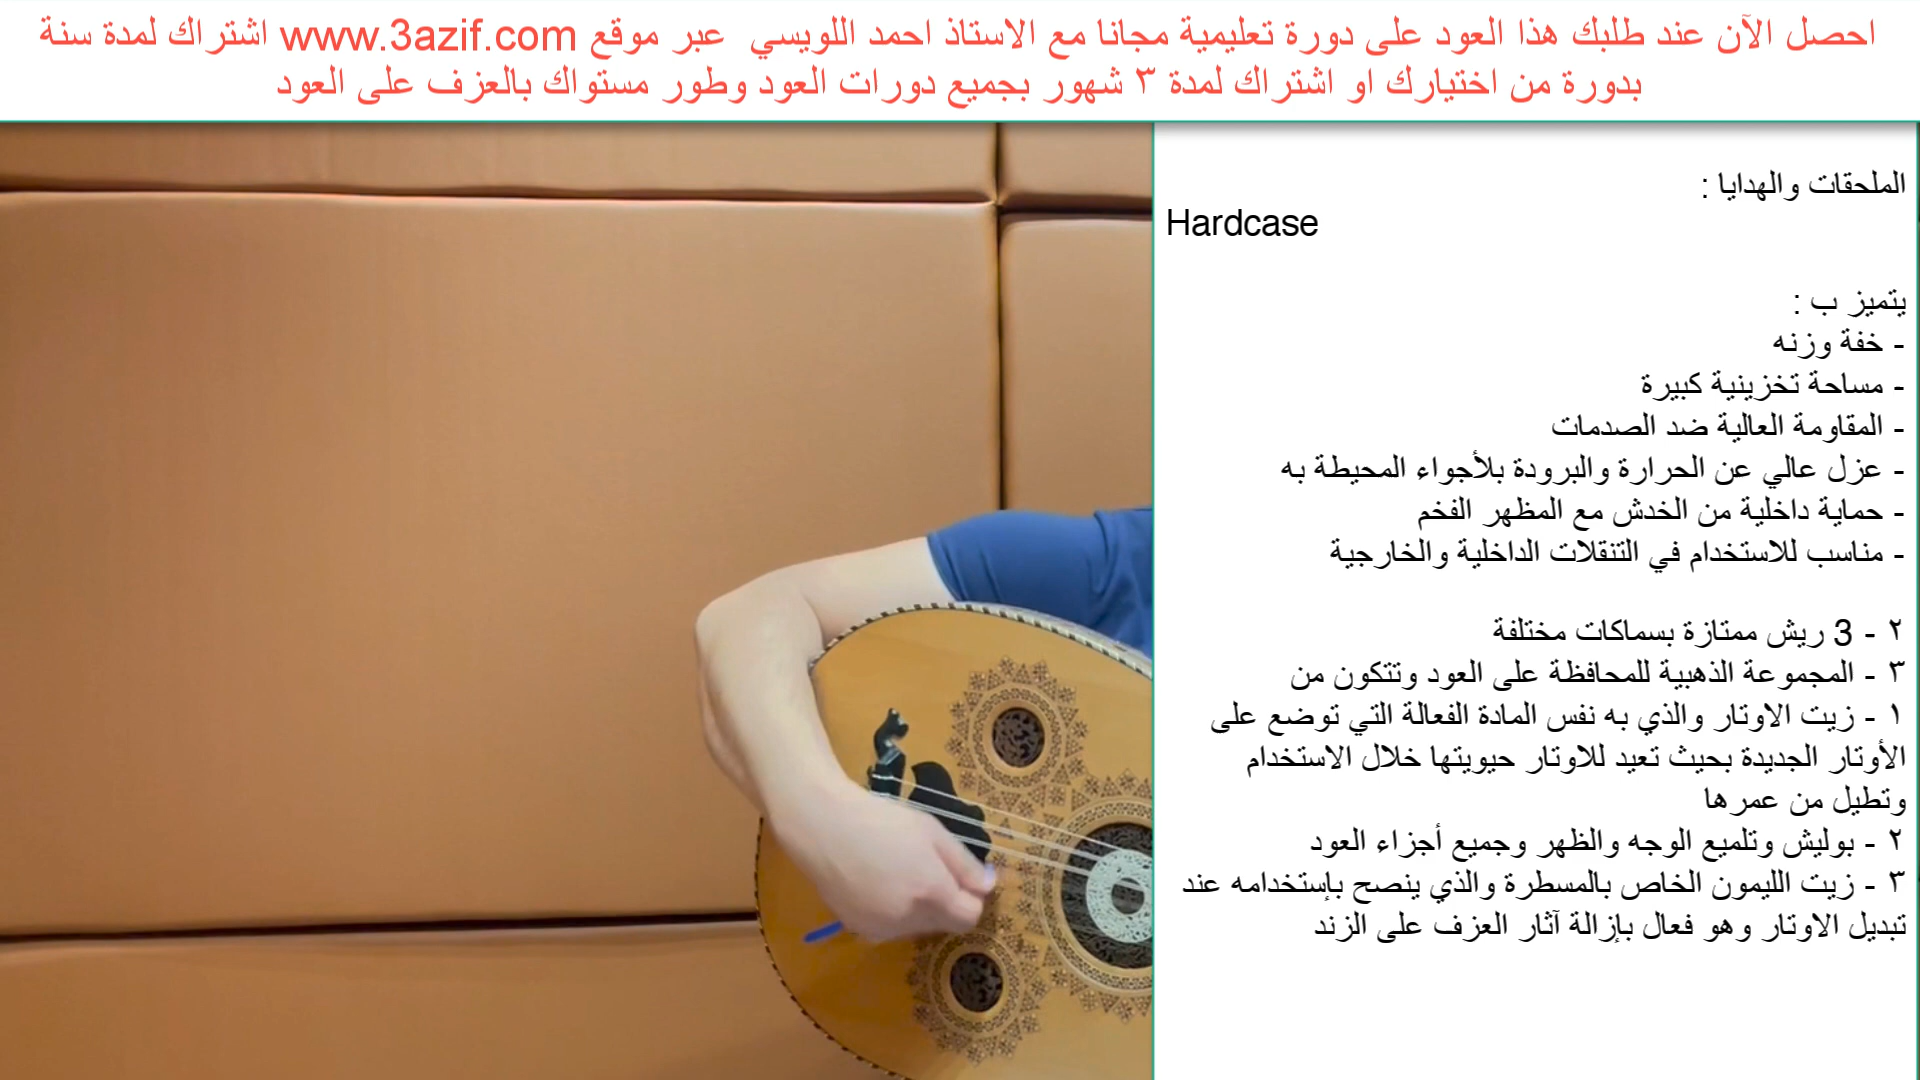 احصل الآن عند طلبك هذا العود على دورة تعليمية مجانا مع الاستاذ احمد اللويسي عبر موقع www.3azif.com اشتراك لمدة سنة
بدورة من اختيارك او اشتراك لمدة ٣ شهور بجميع دورات العود وطور مستواك بالعزف على العود
الملحقات والهدايا :
Hardcase
يتميز ب :
- خفة وزنه
- مساحة تخزينية كبيرة
- المقاومة العالية ضد الصدمات
- عزل عالي عن الحرارة والبرودة بلأجواء المحيطة به
- حماية داخلية من الخدش مع المظهر الفخم
- مناسب للاستخدام في التنقلات الداخلية والخارجية
٢ - 3 ريش ممتازة بسماكات مختلفة
٣ - المجموعة الذهبية للمحافظة على العود وتتكون من
١ - زيت الاوتار والذي به نفس المادة الفعالة التي توضع على
الأوتار الجديدة بحيث تعيد للاوتار حيويتها خلال الاستخدام
وتطيل من عمرها
٢ - بوليش وتلميع الوجه والظهر وجميع أجزاء العود
٣ - زيت الليمون الخاص بالمسطرة والذي ينصح بإستخدامه عند
تبديل الاوتار وهو فعال بإزالة آثار العزف على الزند